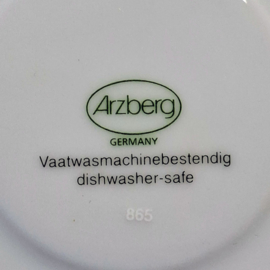 Arzberg
GERMANY
Vaatwasmachinebestendig
dishwasher-safe
865